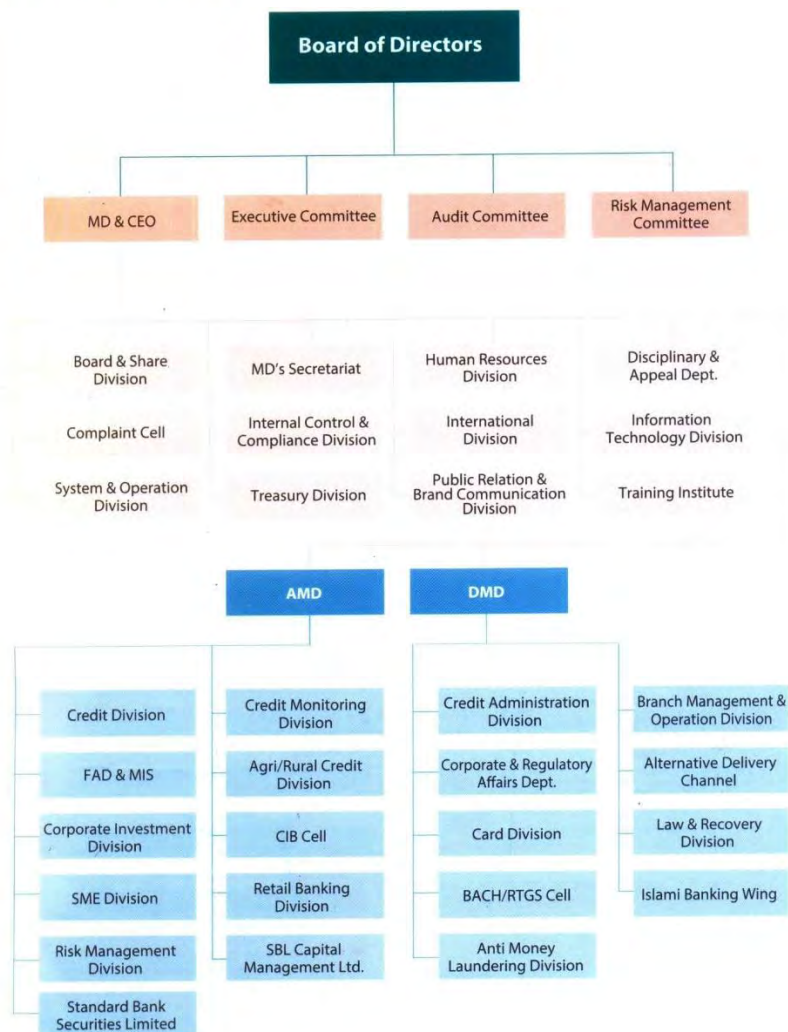 Board of Directors
MD & CEO
Executive Committee
Audit Committee
Risk Management
Committee
Board & Share
Division
MD's Secretariat
Human Resources
Division
Disciplinary &
Appeal Dept.
Complaint Cell
Internal Control &
Compliance Division
International
Division
Information
Technology Division
System & Operation
Division
Treasury Division
Public Relation &
Brand Communication
Division
Training Institute
AMD
DMD
Credit Division
FAD & MIS
Corporate Investment
Division
SME Division
Risk Management
Division
Standard Bank
Securities Limited
Credit Monitoring
Division
Agri/Rural Credit
Division
CIB Cell
Retail Banking
Division
SBL Capital
Management Ltd.
Credit Administration
Division
Corporate & Regulatory
Affairs Dept.
Card Division
BACH/RTGS Cell
Anti Money
Laundering Division
Branch Management &
Operation Division
Alternative Delivery
Channel
Law & Recovery
Division
Islami Banking Wing